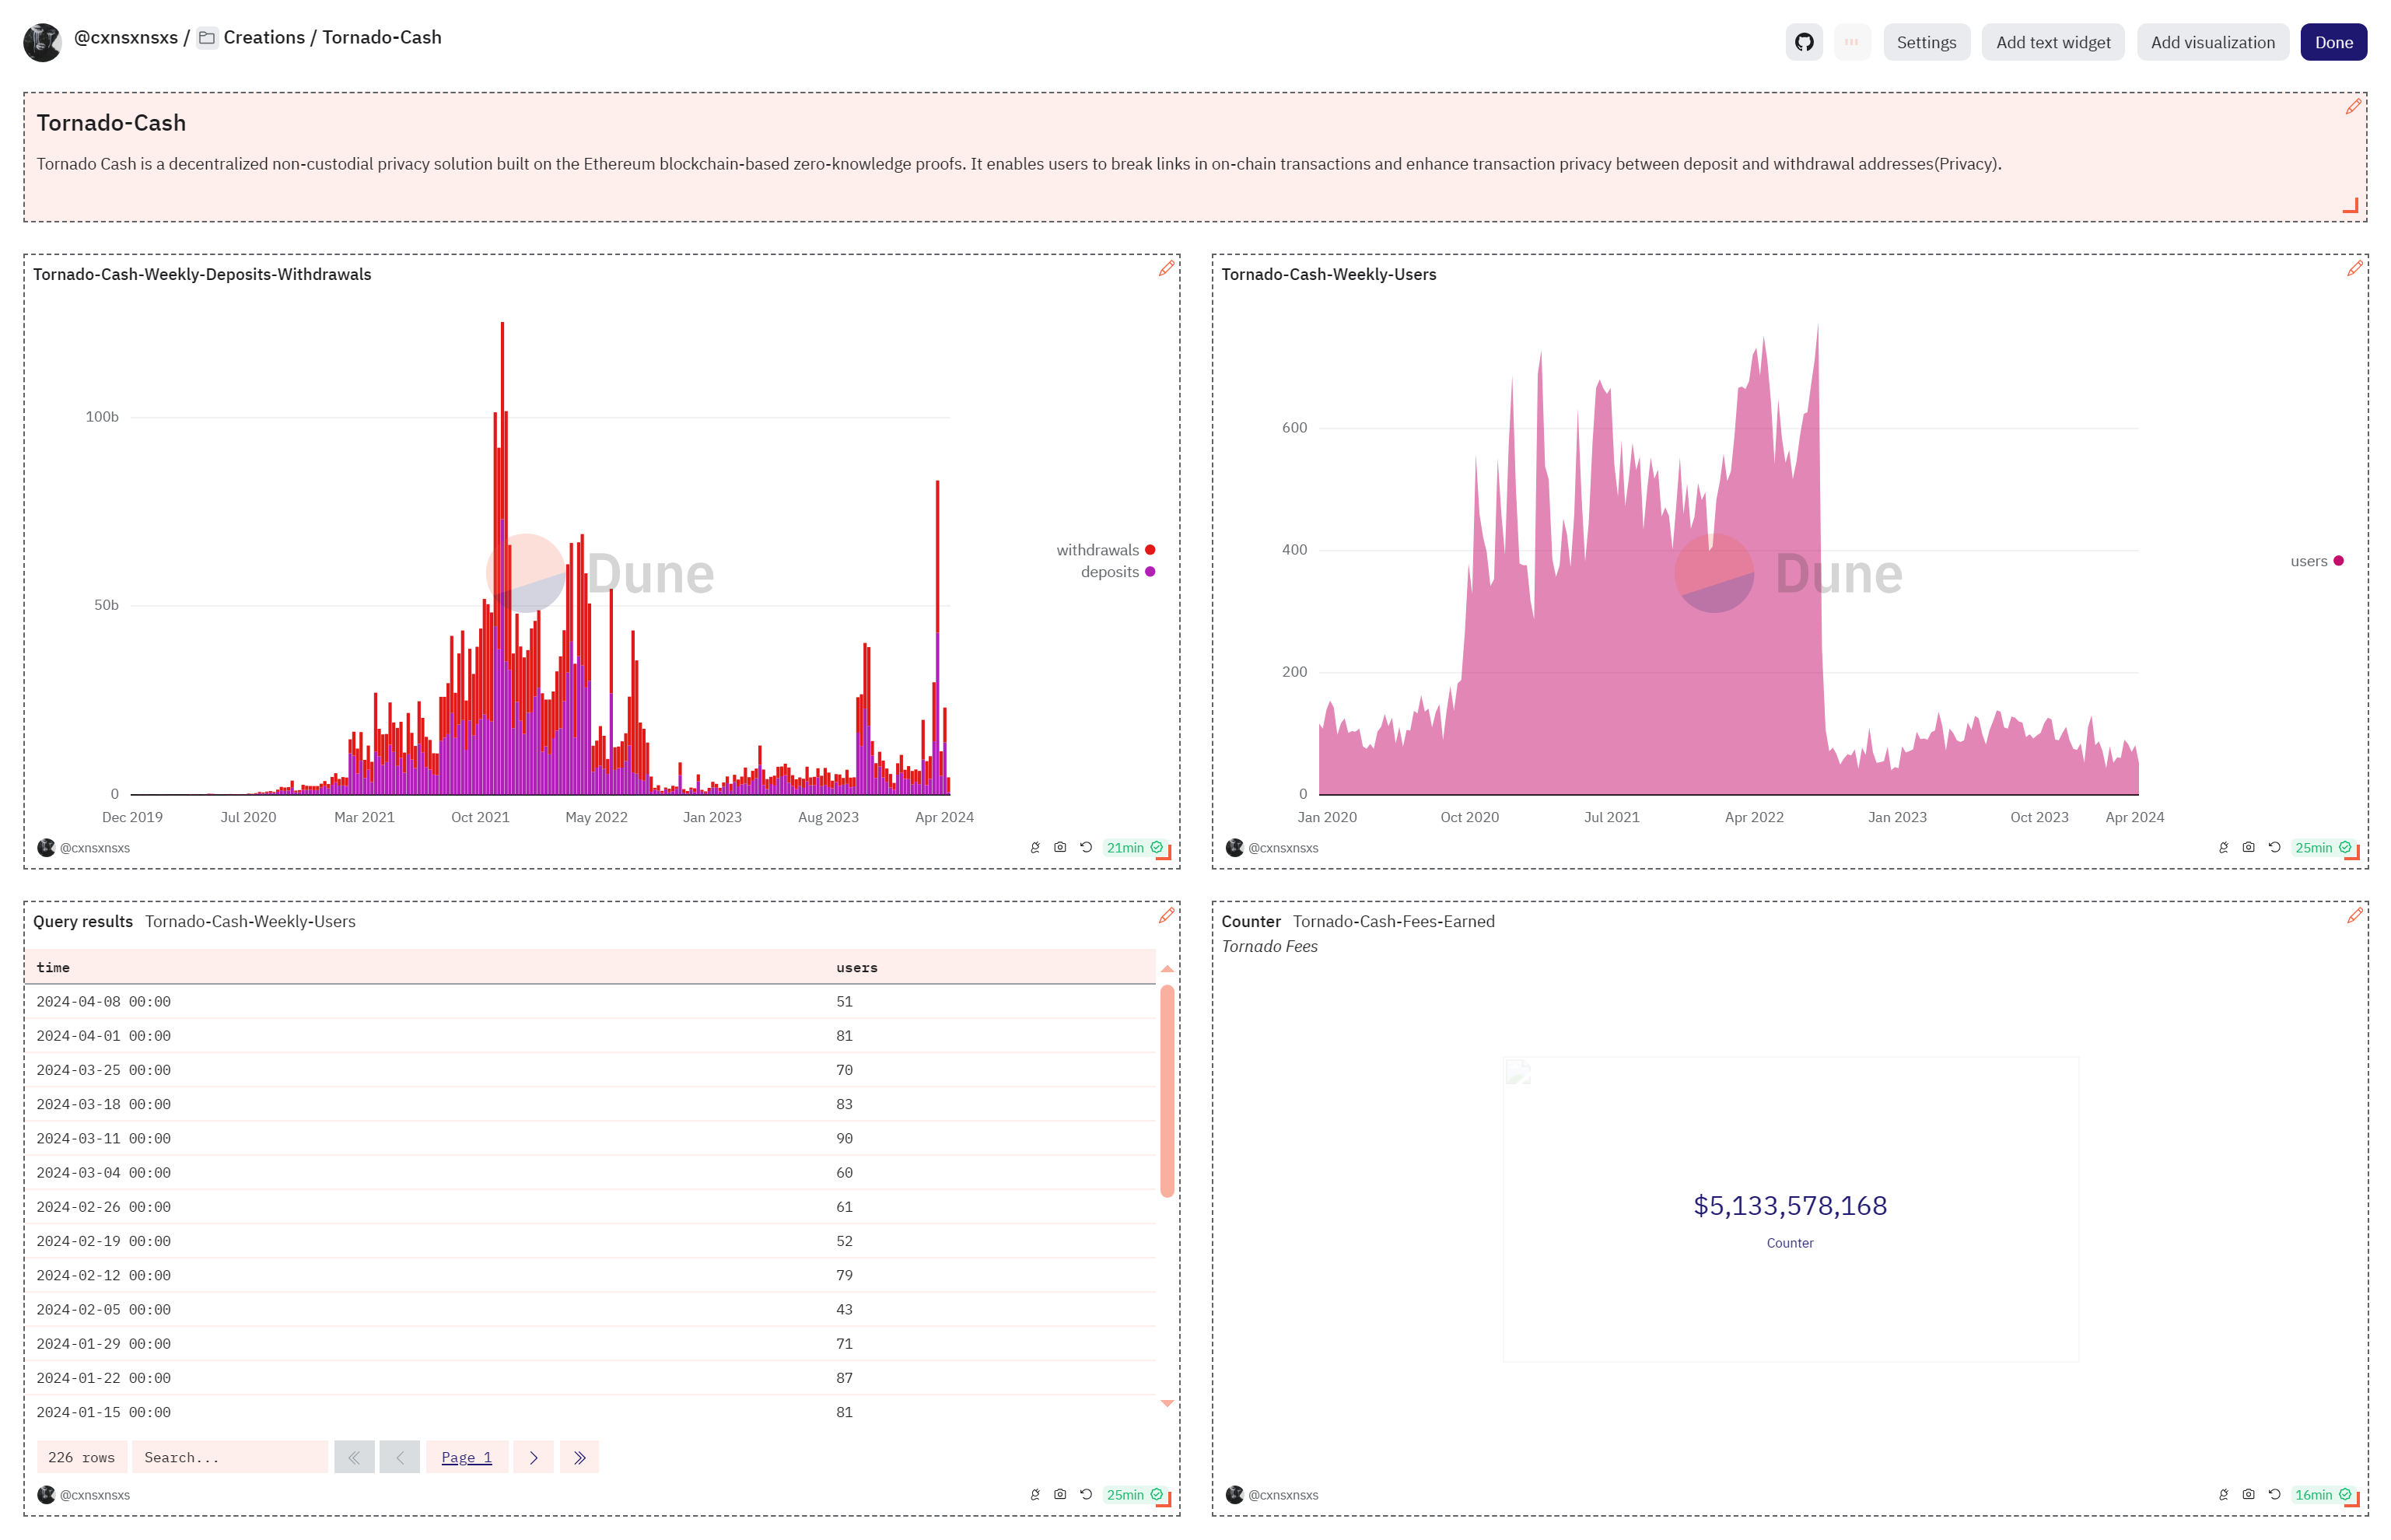 @cxnsxnsxs / Creations / Tornado-Cash
Settings
Add text widget
Add visualization
Done
Tornado-Cash
Tornado Cash is a decentralized non-custodial privacy solution built on the Ethereum blockchain-based zero-knowledge proofs. It enables users to break links in on-chain transactions and enhance transaction privacy between deposit and withdrawal addresses(Privacy).
Tornado-Cash-Weekly-Deposits-Withdrawals
100b
50b
0
Dec 2019 Jul 2020 Mar 2021 Oct 2021 May 2022 Jan 2023 Aug 2023 Apr 2024
Dune
withdrawals
deposits
@cxnsxnsxs
21min
Tornado-Cash-Weekly-Users
600
400
200
0
Jan 2020 Oct 2020 Jul 2021 Apr 2022 Jan 2023 Oct 2023 Apr 2024
Dune
users
@cxnsxnsxs
25min
Query results Tornado-Cash-Weekly-Users
time users
2024-04-08 00:00 51
2024-04-01 00:00 81
2024-03-25 00:00 70
2024-03-18 00:00 83
2024-03-11 00:00 90
2024-03-04 00:00 60
2024-02-26 00:00 61
2024-02-19 00:00 52
2024-02-12 00:00 79
2024-02-05 00:00 43
2024-01-29 00:00 71
2024-01-22 00:00 87
2024-01-15 00:00 81
226 rows Search... Page 1
@cxnsxnsxs
25min
Counter Tornado-Cash-Fees-Earned
Tornado Fees
$5,133,578,168
Counter
@cxnsxnsxs
16min